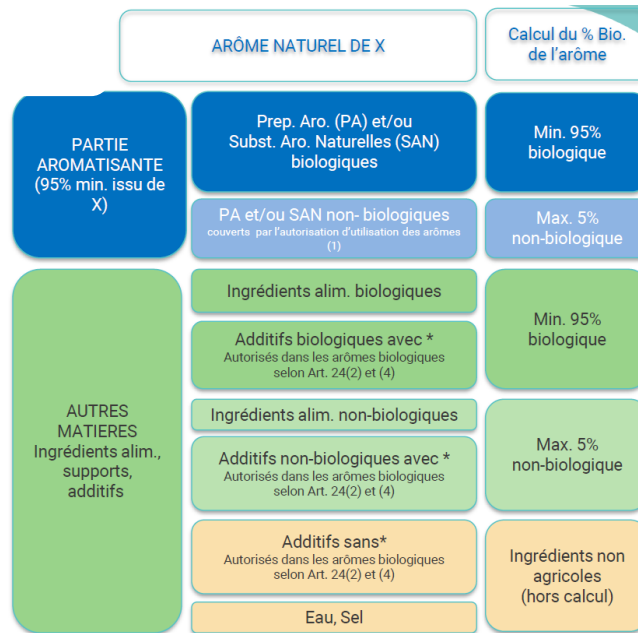 ARÔME NATUREL DE X
Calcul du % Bio.
de l'arôme
PARTIE
AROMATISANTE
(95% min. issu de
X)
Prep. Aro. (PA) et/ou
Subst. Aro. Naturelles (SAN)
biologiques
Min. 95%
biologique
PA et/ou SAN non- biologiques
couverts par l'autorisation d'utilisation des arômes
(1)
Max. 5%
non-biologique
AUTRES
MATIERES
Ingrédients alim.,
supports,
additifs
Ingrédients alim. biologiques
Additifs biologiques avec *
Autorisés dans les arômes biologiques
selon Art. 24(2) et (4)
Min. 95%
biologique
Ingrédients alim. non-biologiques
Additifs non-biologiques avec *
Autorisés dans les arômes biologiques
selon Art. 24(2) et (4)
Max. 5%
non-biologique
Additifs sans*
Autorisés dans les arômes biologiques
selon Art. 24(2) et (4)
Eau, Sel
Ingrédients non
agricoles
(hors calcul)